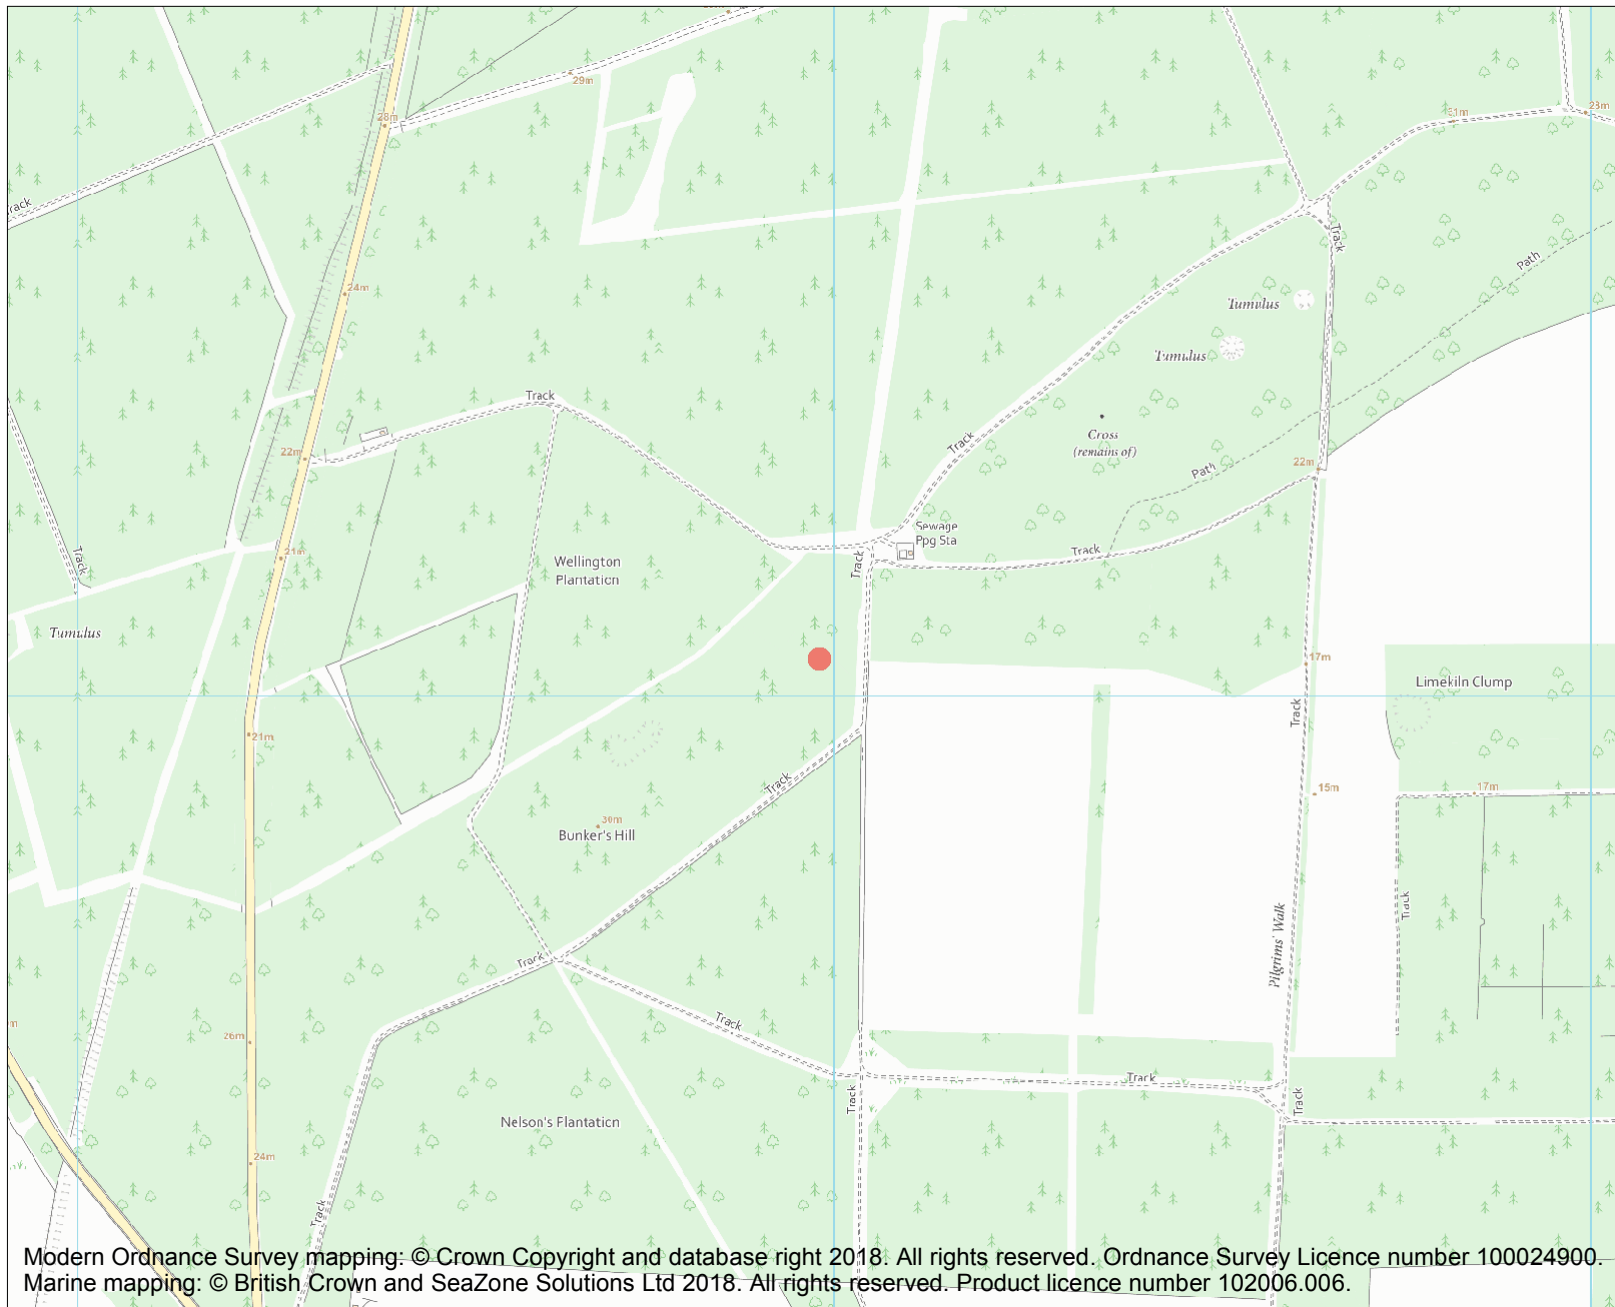 29m
28m
31m
28m
Track
Track
Path
24m
Tumulus
Tumulus
Track
Cross
(remains of)
Track
22m
Path
22m
Sewage
Ppg Sta
21m
Track
Track
Track
Wellington
Plantation
Tumulus
17m
Limekiln Clump
Track
21m
Track
15m
17m
30m
Bunker's Hill
Track
Pilgrims' Walk
Track
Track
26m
Track
Track
Track
Nelson's Plantation
24m
Track
Modern Ordnance Survey mapping: © Crown Copyright and database right 2018. All rights reserved. Ordnance Survey Licence number 100024900.
Marine mapping: © British Crown and SeaZone Solutions Ltd 2018. All rights reserved. Product licence number 102006.006.